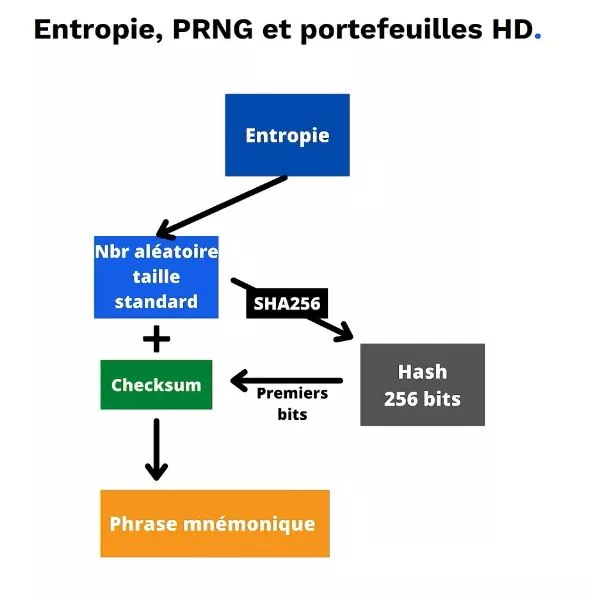 Entropie, PRNG et portefeuilles HD.
Entropie
Nbr aléatoire
taille
standard
SHA256
+
Hash
256 bits
Checksum
Premiers
bits
Phrase mnémonique